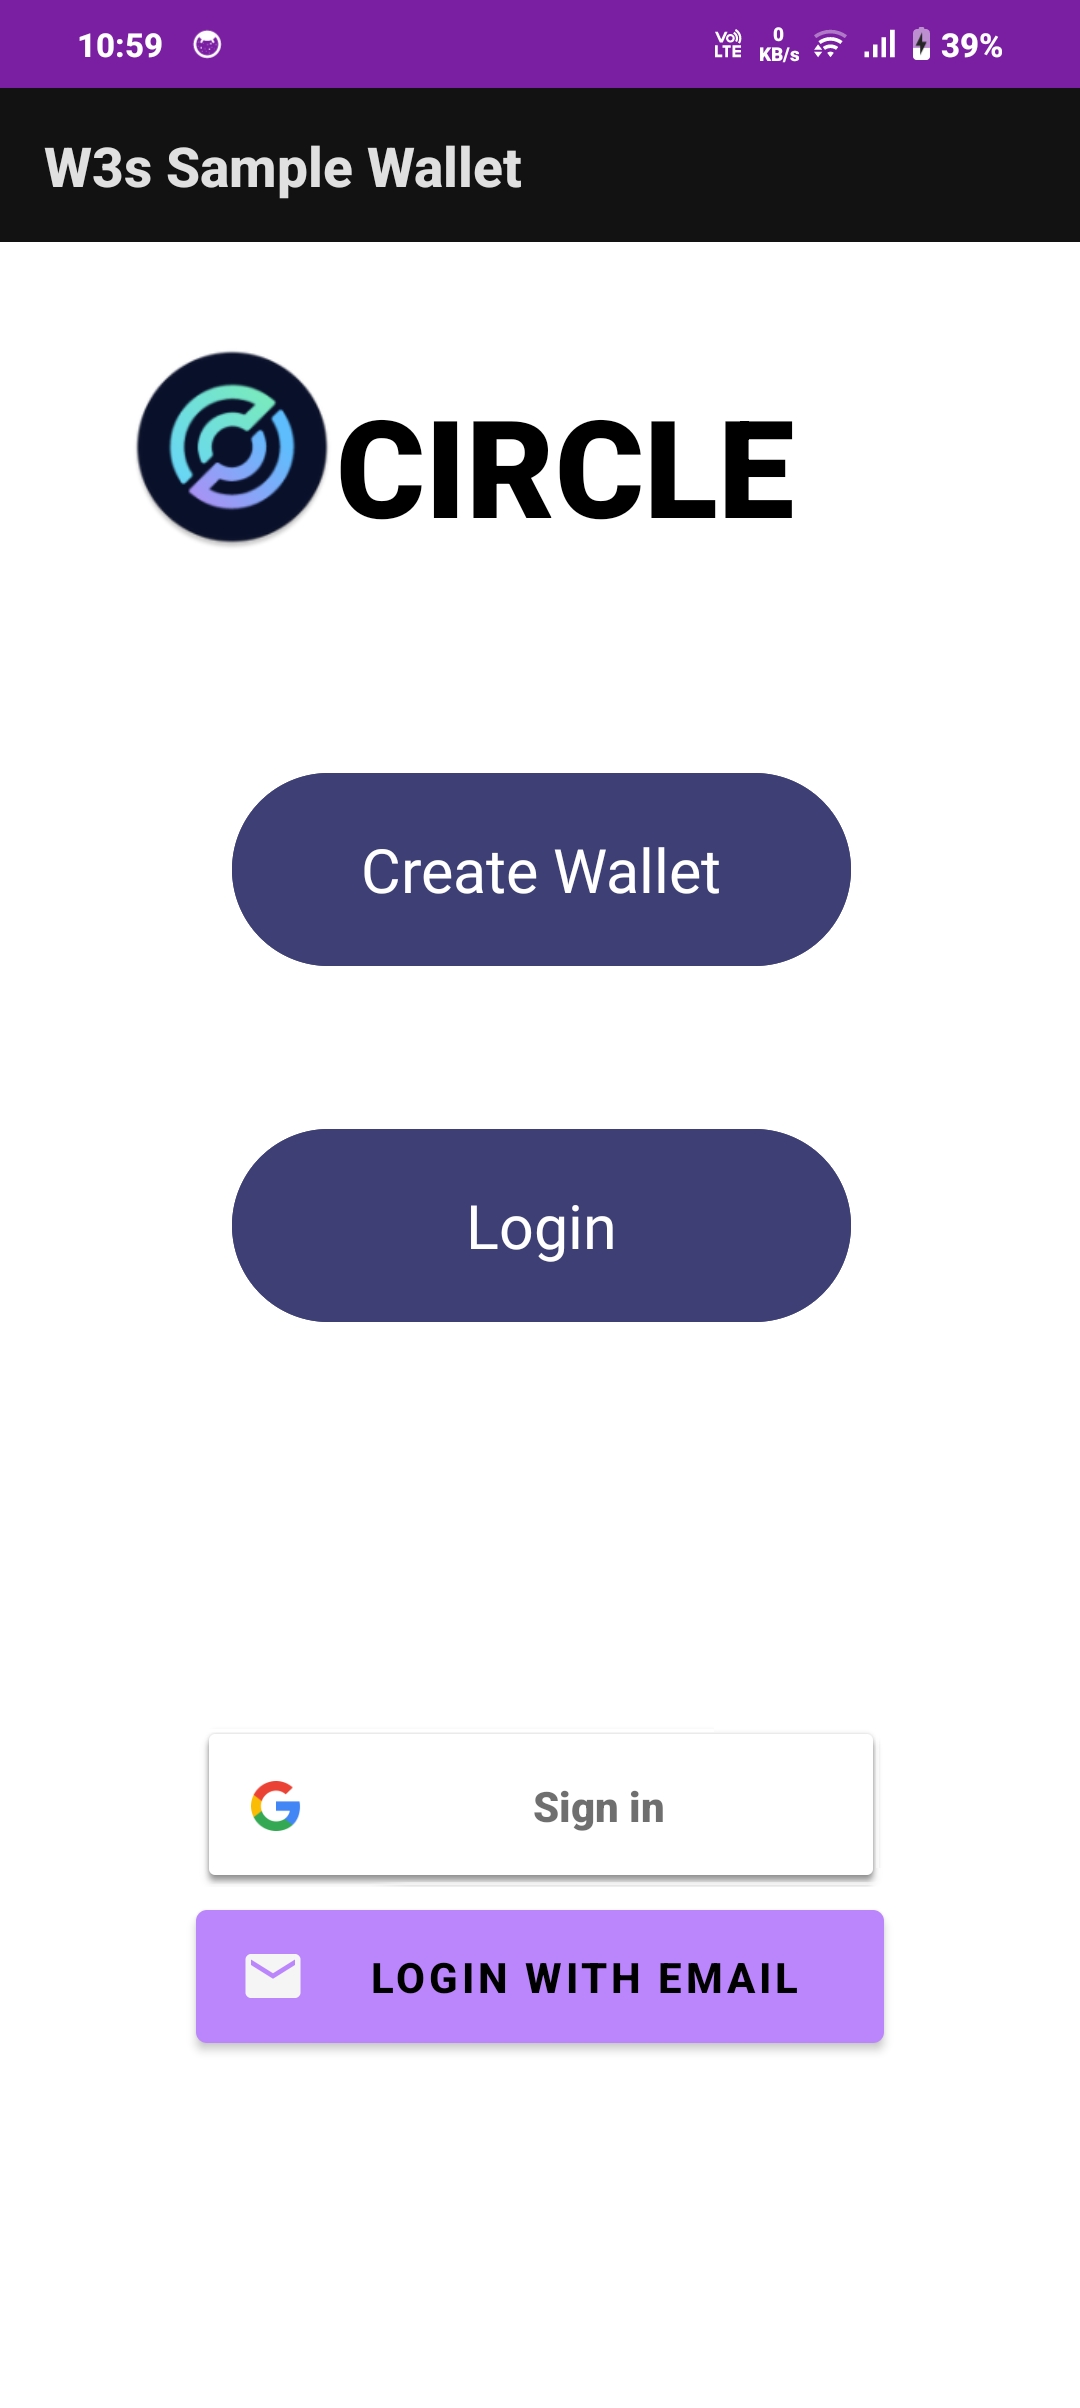 10:59 Vo) LTE 0 KB/s 39%
W3s Sample Wallet
CIRCLE
Create Wallet
Login
Sign in
LOGIN WITH EMAIL